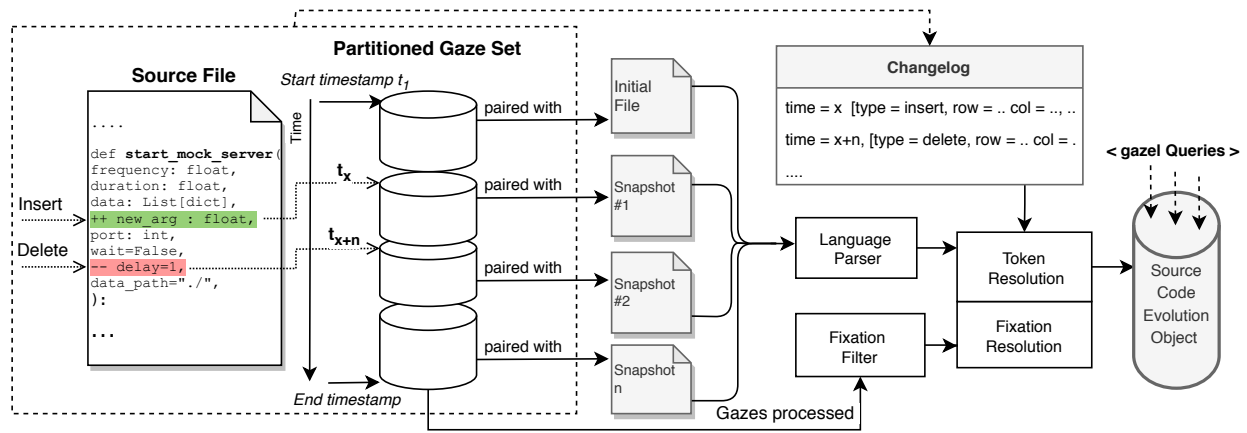 Partitioned Gaze Set
Source File
Start timestamp t1
Time
....
def start_mock_server(
frequency: float,
duration: float,
data: List[dict],
++ new_arg : float,
port: int,
wait=False,
-- delay=1,
data_path="./",
):
...
Insert
Delete
tx
tx+n
End timestamp
paired with
paired with
paired with
paired with
Initial
File
Snapshot
#1
Snapshot
#2
Snapshot
n
Gazes processed
Changelog
time = x [type = insert, row = .. col = .., ..
time = x+n, [type = delete, row = .. col = .
....
Language
Parser
Fixation
Filter
Token
Resolution
Fixation
Resolution
< gazel Queries >
Source
Code
Evolution
Object